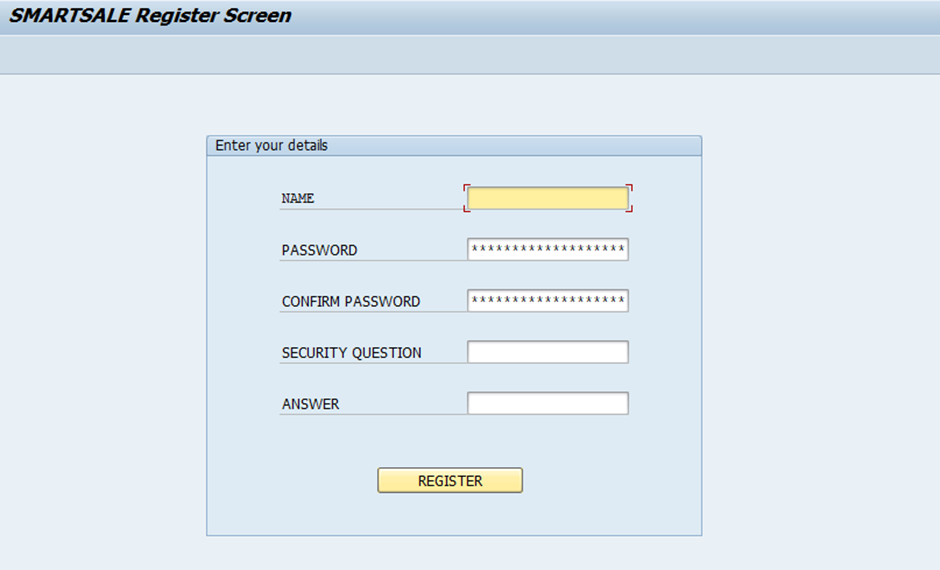 SMARTSALE Register Screen
Enter your details
NAME
PASSWORD *******************
CONFIRM PASSWORD *******************
SECURITY QUESTION
ANSWER
REGISTER